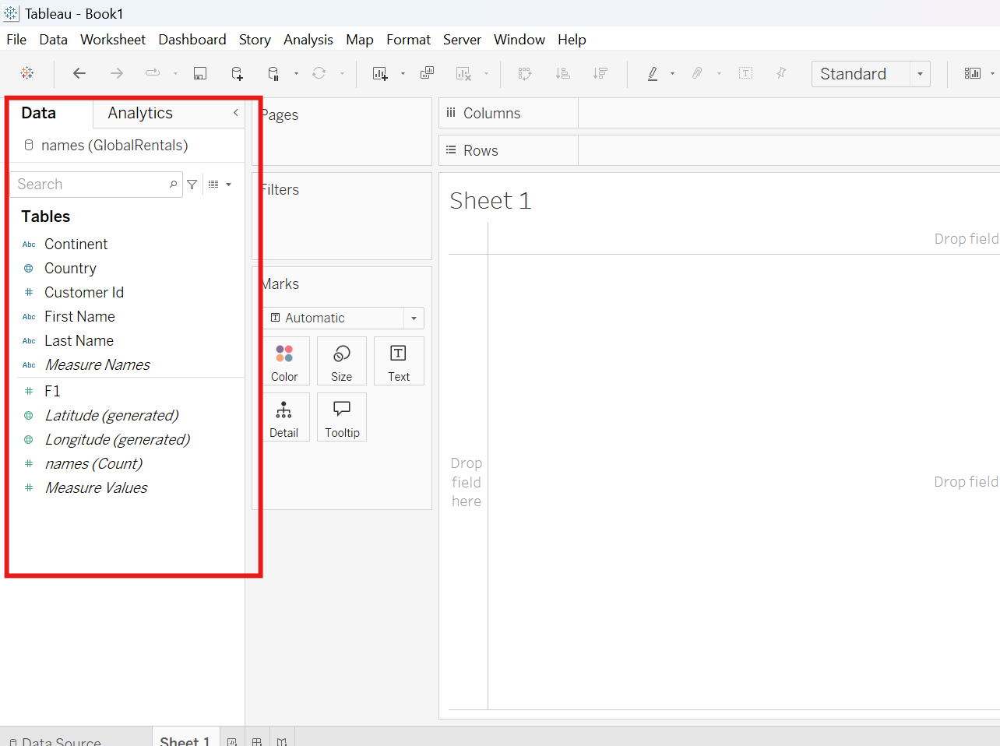 Tableau - Book1
File Data Worksheet Dashboard Story Analysis Map Format Server Window Help
Standard
Data Analytics
names (GlobalRentals)
Search
Tables
Abc Continent
Country
# Customer Id
Abc First Name
Abc Last Name
Abc Measure Names
# F1
Latitude (generated)
Longitude (generated)
# names (Count)
# Measure Values
Pages
Filters
Marks
T Automatic
Color Size Text
Detail Tooltip
Columns
Rows
Sheet 1
Drop field
Drop
field
here
Drop field
Data Source Sheet 1